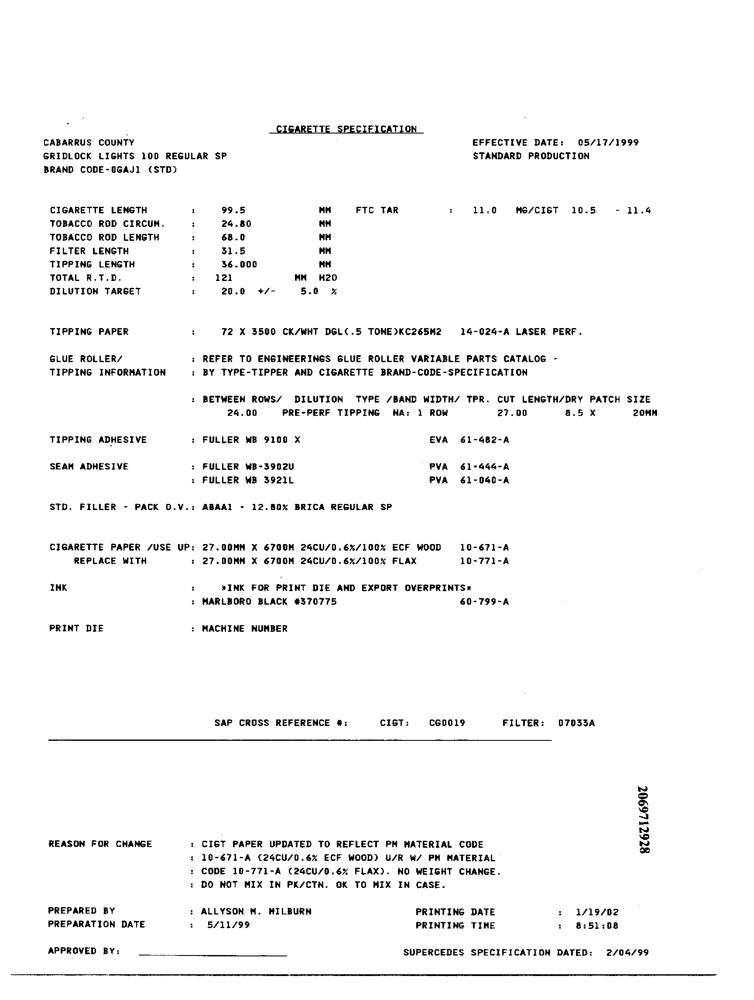 CIGARETTE SPECIFICATION
CABARRUS COUNTY EFFECTIVE DATE: 05/17/1999
GRIDLOCK LIGHTS 100 REGULAR SP STANDARD PRODUCTION
BRAND CODE-0GAJ1 (STD)
CIGARETTE LENGTH : 99.5 MM FTC TAR : 11.0 MG/CIGT 10.5 - 11.4
TOBACCO ROD CIRCUM. : 24.80 MM
TOBACCO ROD LENGTH : 68.0 MM
FILTER LENGTH : 31.5 MM
TIPPING LENGTH : 36.000 MM
TOTAL R.T.D. : 121 MM H2O
DILUTION TARGET : 20.0 +/- 5.0 %
TIPPING PAPER : 72 X 3500 CK/WHT DGL(.5 TONE)KC265M2 14-024-A LASER PERF.
GLUE ROLLER/ : REFER TO ENGINEERINGS GLUE ROLLER VARIABLE PARTS CATALOG -
TIPPING INFORMATION : BY TYPE-TIPPER AND CIGARETTE BRAND-CODE-SPECIFICATION
: BETWEEN ROWS/ DILUTION TYPE /BAND WIDTH/ TPR. CUT LENGTH/DRY PATCH SIZE
24.00 PRE-PERF TIPPING NA: 1 ROW 27.00 8.5 X 20MM
TIPPING ADHESIVE : FULLER WB 9100 X EVA 61-482-A
SEAM ADHESIVE : FULLER WB-3902U PVA 61-444-A
: FULLER WB 3921L PVA 61-040-A
STD. FILLER - PACK O.V.: ABAA1 - 12.80% BRICA REGULAR SP
CIGARETTE PAPER /USE UP: 27.00MM X 6700M 24CU/0.6%/100% ECF WOOD 10-671-A
REPLACE WITH : 27.00MM X 6700M 24CU/0.6%/100% FLAX 10-771-A
INK : *INK FOR PRINT DIE AND EXPORT OVERPRINTS*
: MARLBORO BLACK #370775 60-799-A
PRINT DIE : MACHINE NUMBER
SAP CROSS REFERENCE #: CIGT: CG0019 FILTER: 07033A
2069712928
REASON FOR CHANGE : CIGT PAPER UPDATED TO REFLECT PM MATERIAL CODE
: 10-671-A (24CU/0.6% ECF WOOD) U/R W/ PM MATERIAL
: CODE 10-771-A (24CU/0.6% FLAX). NO WEIGHT CHANGE.
: DO NOT MIX IN PK/CTN. OK TO MIX IN CASE.
PREPARED BY : ALLYSON M. MILBURN PRINTING DATE : 1/19/02
PREPARATION DATE : 5/11/99 PRINTING TIME : 8:51:08
APPROVED BY: SUPERCEDES SPECIFICATION DATED: 2/04/99